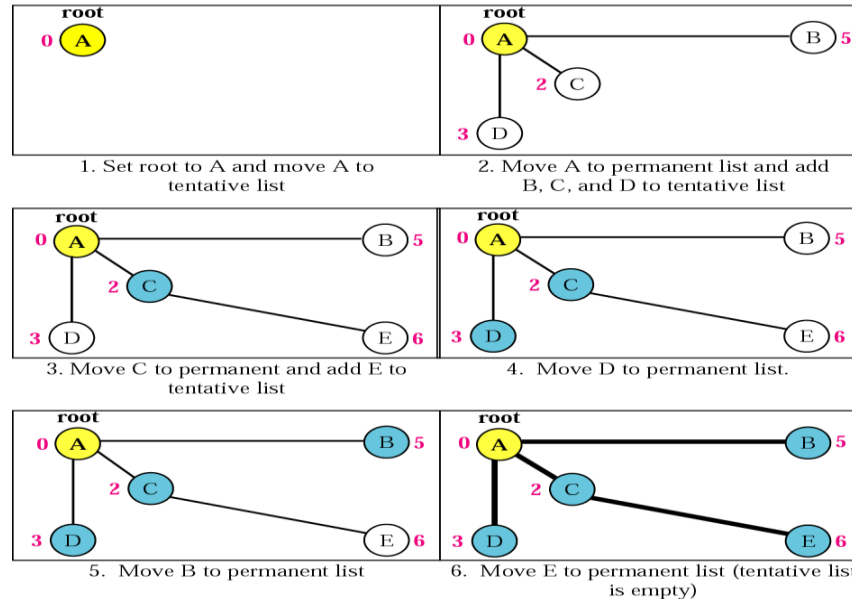 root
0 A
1. Set root to A and move A to
tentative list
root
0 A B 5
2 C
3 D
2. Move A to permanent list and add
B, C, and D to tentative list
root
0 A B 5
2 C
3 D E 6
3. Move C to permanent and add E to
tentative list
root
0 A B 5
2 C
3 D E 6
4. Move D to permanent list.
root
0 A B 5
2 C
3 D E 6
5. Move B to permanent list
root
0 A B 5
2 C
3 D E 6
6. Move E to permanent list (tentative list
is empty)